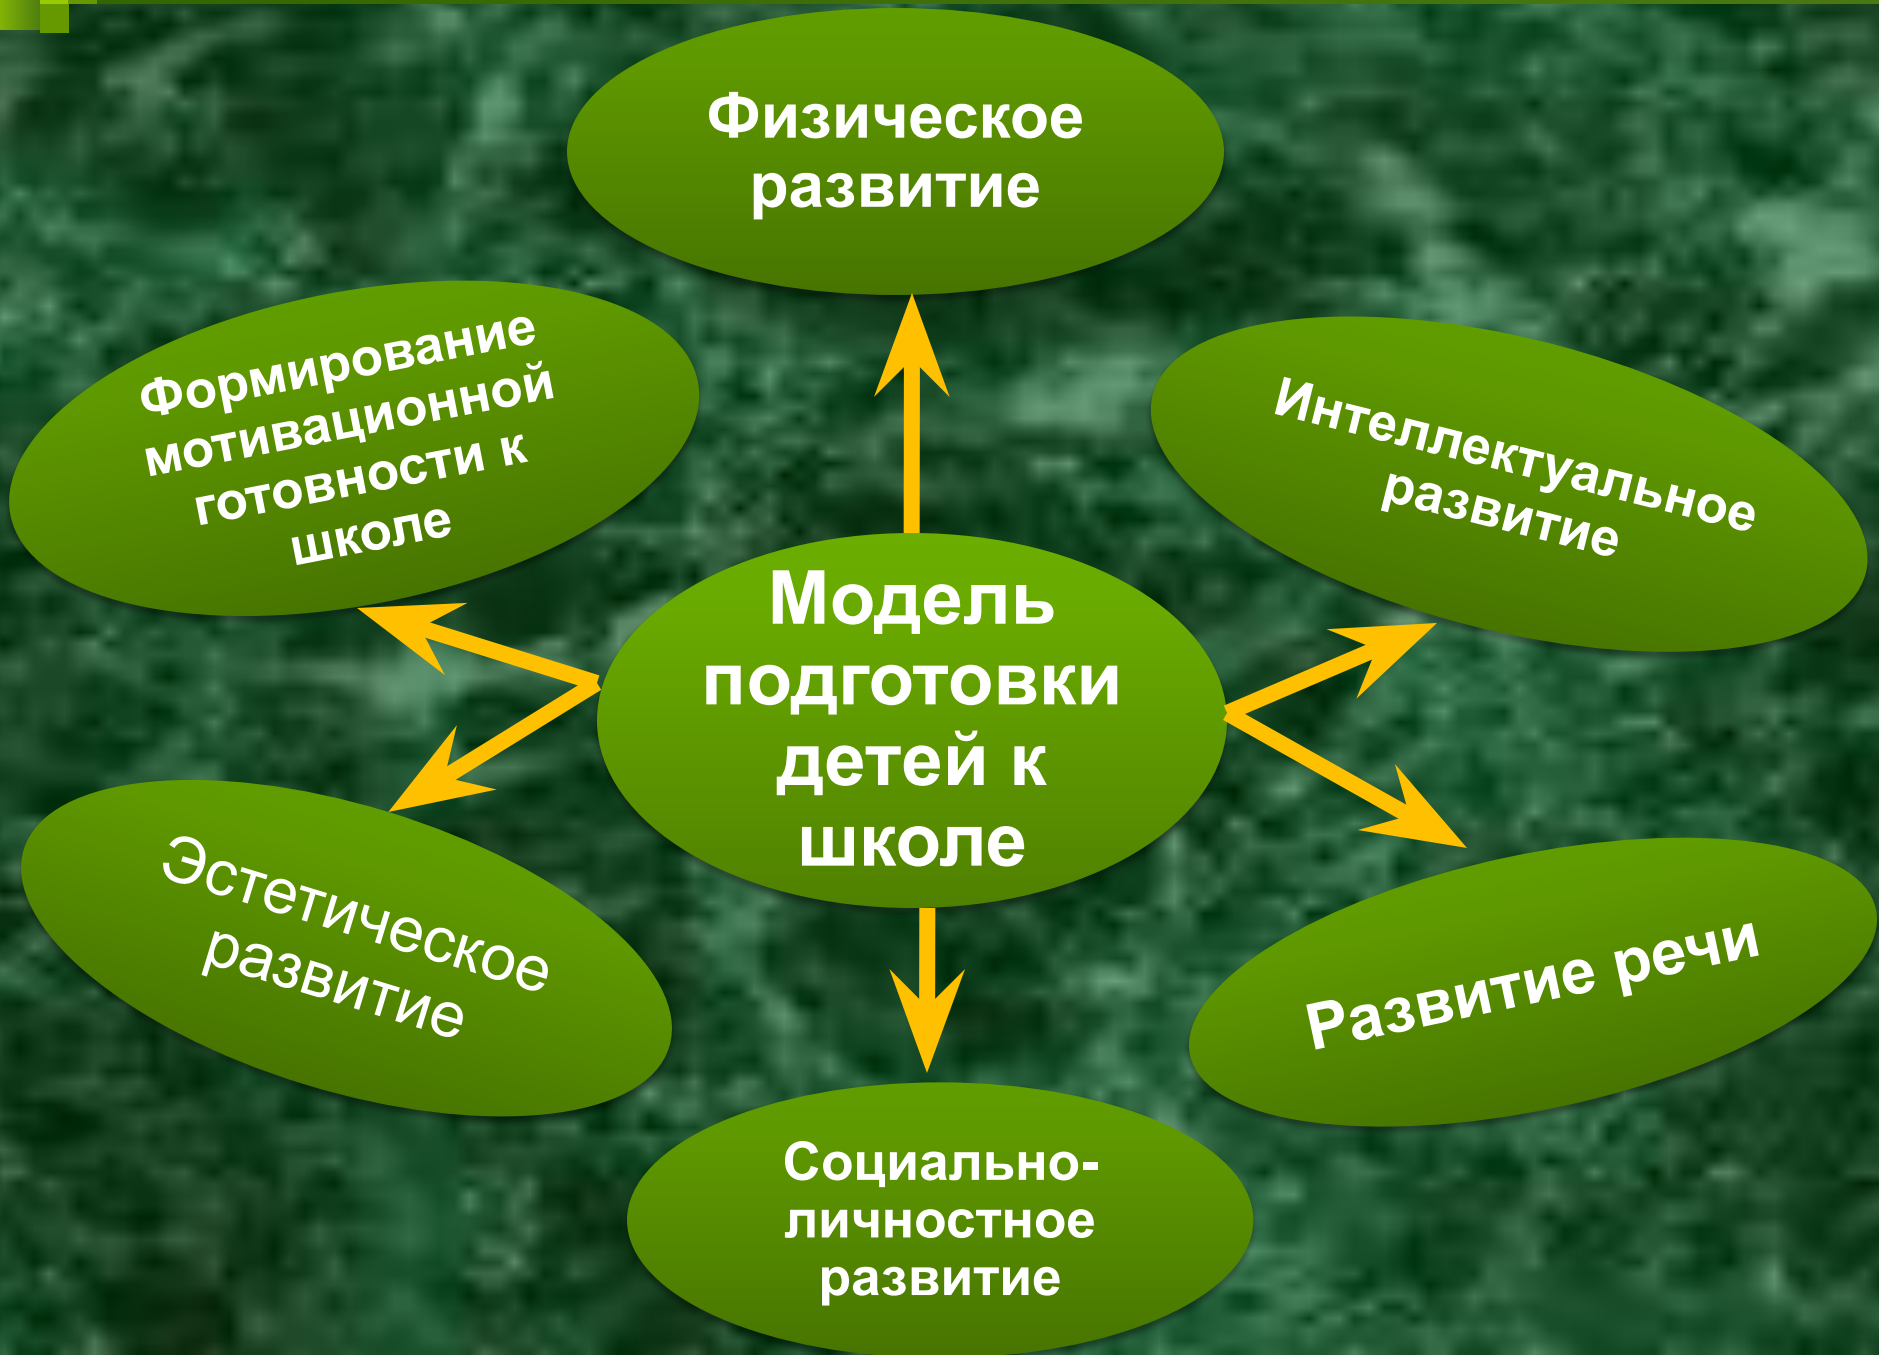 Физическое
развитие
Формирование
мотивационной
готовности к
школе
Интеллектуальное
развитие
Модель
подготовки
детей к
школе
Эстетическое
развитие
Развитие речи
Социально-
личностное
развитие